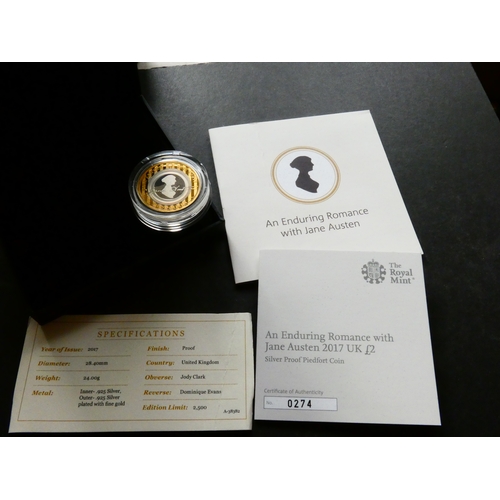 An Enduring Romance
with Jane Austen
The
Royal
Mint
An Enduring Romance with
Jane Austen 2017 UK £2
Silver Proof Piedfort Coin
Certificate of Authenticity
No. 0274
SPECIFICATIONS
Year of Issue: 2017 Finish: Proof
Diameter: 28.40mm Country: United Kingdom
Weight: 24.00g Obverse: Jody Clark
Metal: Inner- .925 Silver, Reverse: Dominique Evans
Outer- .925 Silver
plated with fine gold Edition Limit: 2,500